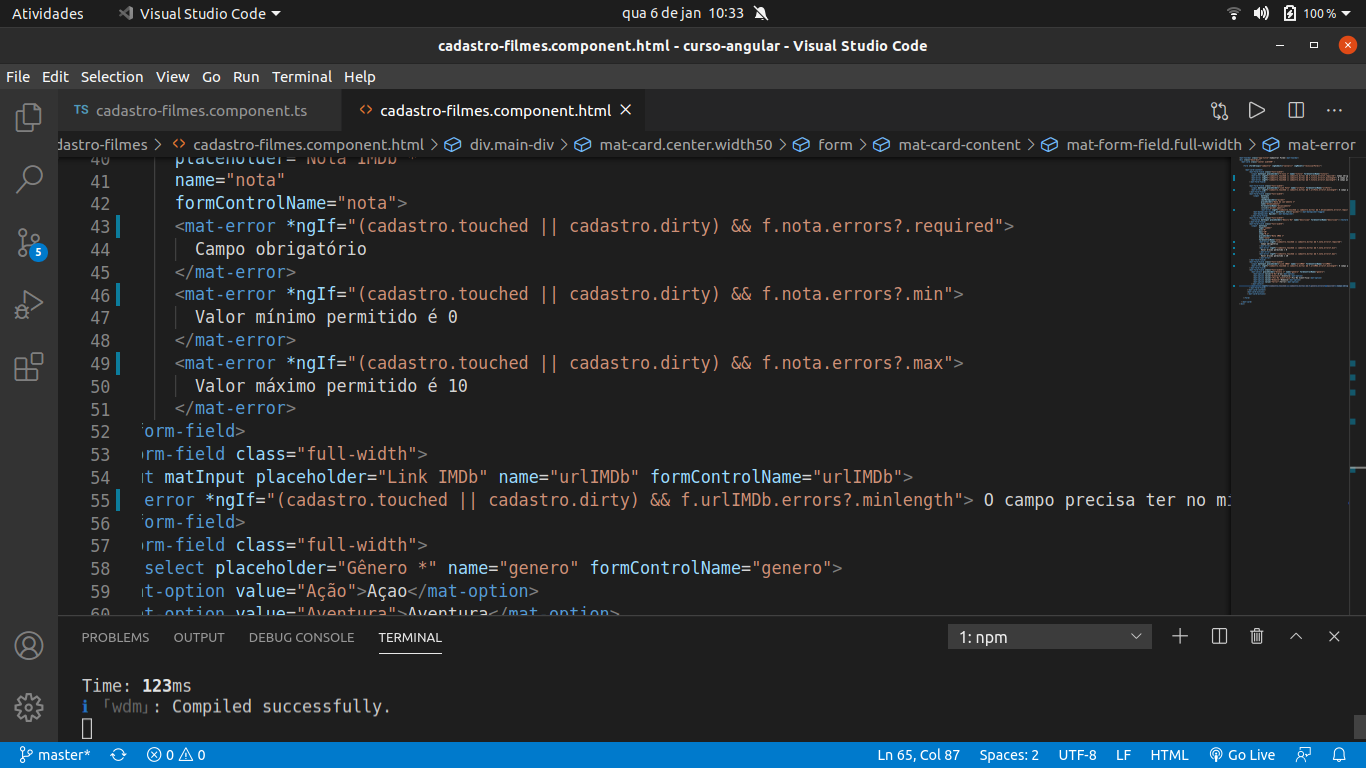 Atividades Visual Studio Code qua 6 de jan 10:33 100 %
cadastro-filmes.component.html - curso-angular - Visual Studio Code
File Edit Selection View Go Run Terminal Help
TS cadastro-filmes.component.ts <> cadastro-filmes.component.html
dastro-filmes > <> cadastro-filmes.component.html > div.main-div > mat-card.center.width50 > form > mat-card-content > mat-form-field.full-width > mat-error
40 placeholder="Nota IMDb *"
41 name="nota"
42 formControlName="nota">
43 <mat-error *ngIf="(cadastro.touched || cadastro.dirty) && f.nota.errors?.required">
44 Campo obrigatório
45 </mat-error>
46 <mat-error *ngIf="(cadastro.touched || cadastro.dirty) && f.nota.errors?.min">
47 Valor mínimo permitido é 0
48 </mat-error>
49 <mat-error *ngIf="(cadastro.touched || cadastro.dirty) && f.nota.errors?.max">
50 Valor máximo permitido é 10
51 </mat-error>
52 form-field>
53 orm-field class="full-width">
54 t matInput placeholder="Link IMDb" name="urlIMDb" formControlName="urlIMDb">
55 error *ngIf="(cadastro.touched || cadastro.dirty) && f.urlIMDb.errors?.minlength"> O campo precisa ter no mi
56 form-field>
57 orm-field class="full-width">
58 select placeholder="Gênero *" name="genero" formControlName="genero">
59 at-option value="Ação">Açao</mat-option>
60 at-option value="Aventura">Aventura</mat-option>
5
PROBLEMS OUTPUT DEBUG CONSOLE TERMINAL 1: npm
Time: 123ms
ℹ 「wdm」: Compiled successfully.
master* 0 0 Ln 65, Col 87 Spaces: 2 UTF-8 LF HTML Go Live